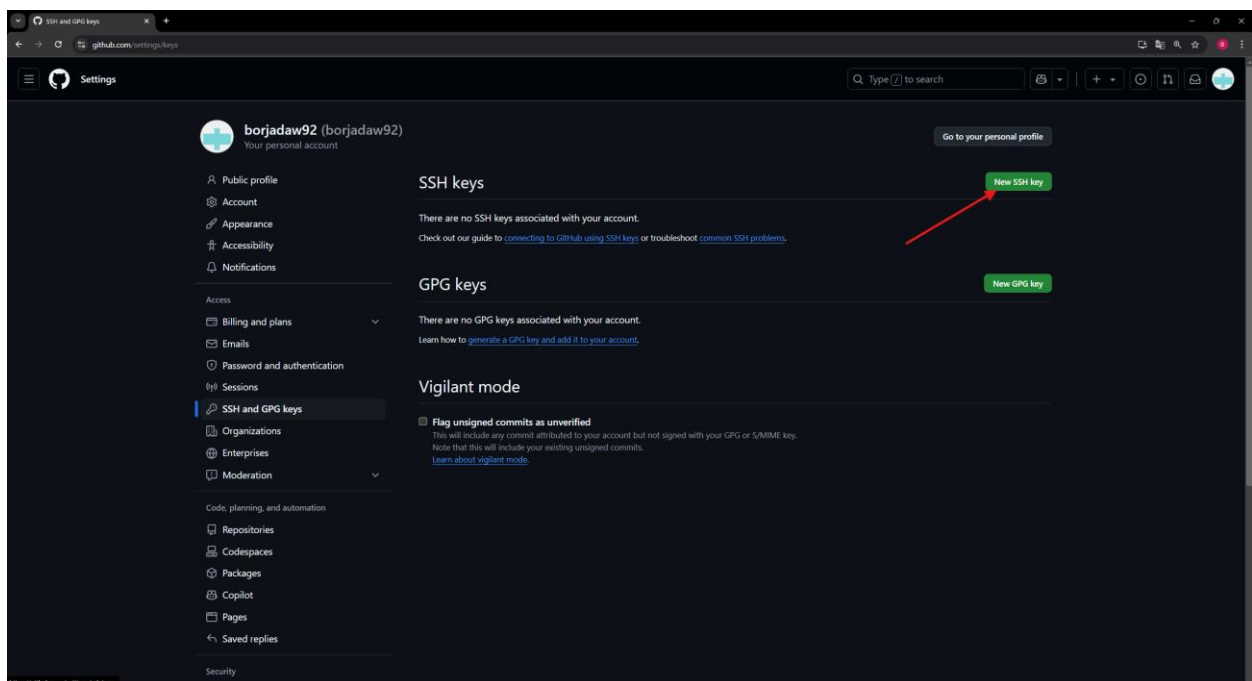 SSH and GPG keys
github.com/settings/keys
Settings
Type / to search
borjadaw92 (borjadaw92)
Your personal account
Go to your personal profile
Public profile
Account
Appearance
Accessibility
Notifications
Access
Billing and plans
Emails
Password and authentication
Sessions
SSH and GPG keys
Organizations
Enterprises
Moderation
Code, planning, and automation
Repositories
Codespaces
Packages
Copilot
Pages
Saved replies
Security
SSH keys
New SSH key
There are no SSH keys associated with your account.
Check out our guide to connecting to GitHub using SSH keys or troubleshoot common SSH problems.
GPG keys
New GPG key
There are no GPG keys associated with your account.
Learn how to generate a GPG key and add it to your account.
Vigilant mode
Flag unsigned commits as unverified
This will include any commit attributed to your account but not signed with your GPG or S/MIME key.
Note that this will include your existing unsigned commits.
Learn about vigilant mode.